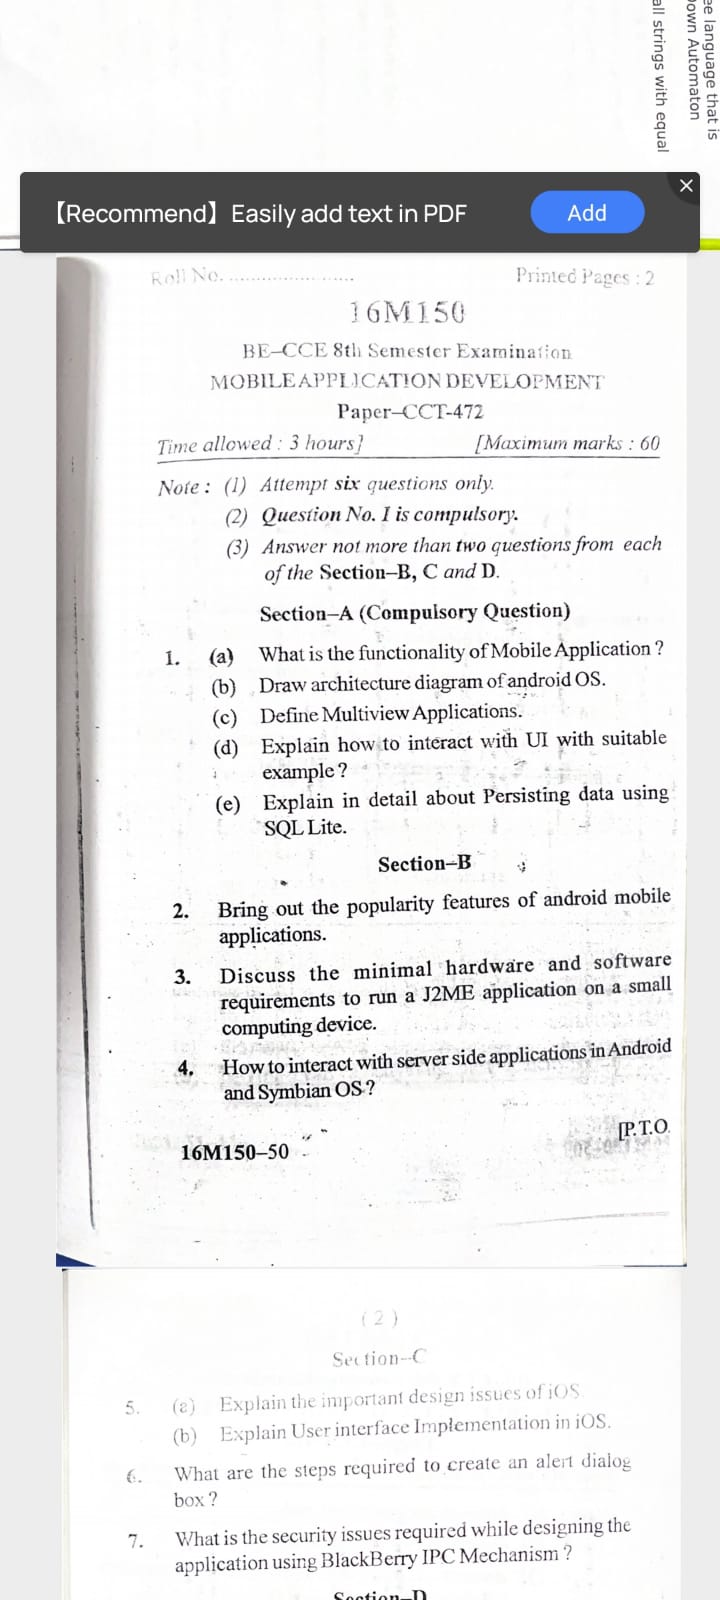 ee language that is
Down Automaton
all strings with equal
【Recommend】Easily add text in PDF
Add
Roll No. ........................
Printed Pages : 2
16M150
BE–CCE 8th Semester Examination
MOBILE APPLICATION DEVELOPMENT
Paper–CCT-472
Time allowed : 3 hours] [Maximum marks : 60
Note : (1) Attempt six questions only.
(2) Question No. I is compulsory.
(3) Answer not more than two questions from each
of the Section–B, C and D.
Section–A (Compulsory Question)
1. (a) What is the functionality of Mobile Application ?
(b) Draw architecture diagram of android OS.
(c) Define Multiview Applications.
(d) Explain how to interact with UI with suitable
example ?
(e) Explain in detail about Persisting data using
SQL Lite.
Section–B
2. Bring out the popularity features of android mobile
applications.
3. Discuss the minimal hardware and software
requirements to run a J2ME application on a small
computing device.
4. How to interact with server side applications in Android
and Symbian OS ?
[P.T.O.
16M150–50
( 2 )
Section–C
5. (a) Explain the important design issues of iOS
(b) Explain User interface Implementation in iOS.
6. What are the steps required to create an alert dialog
box ?
7. What is the security issues required while designing the
application using BlackBerry IPC Mechanism ?
Section–D